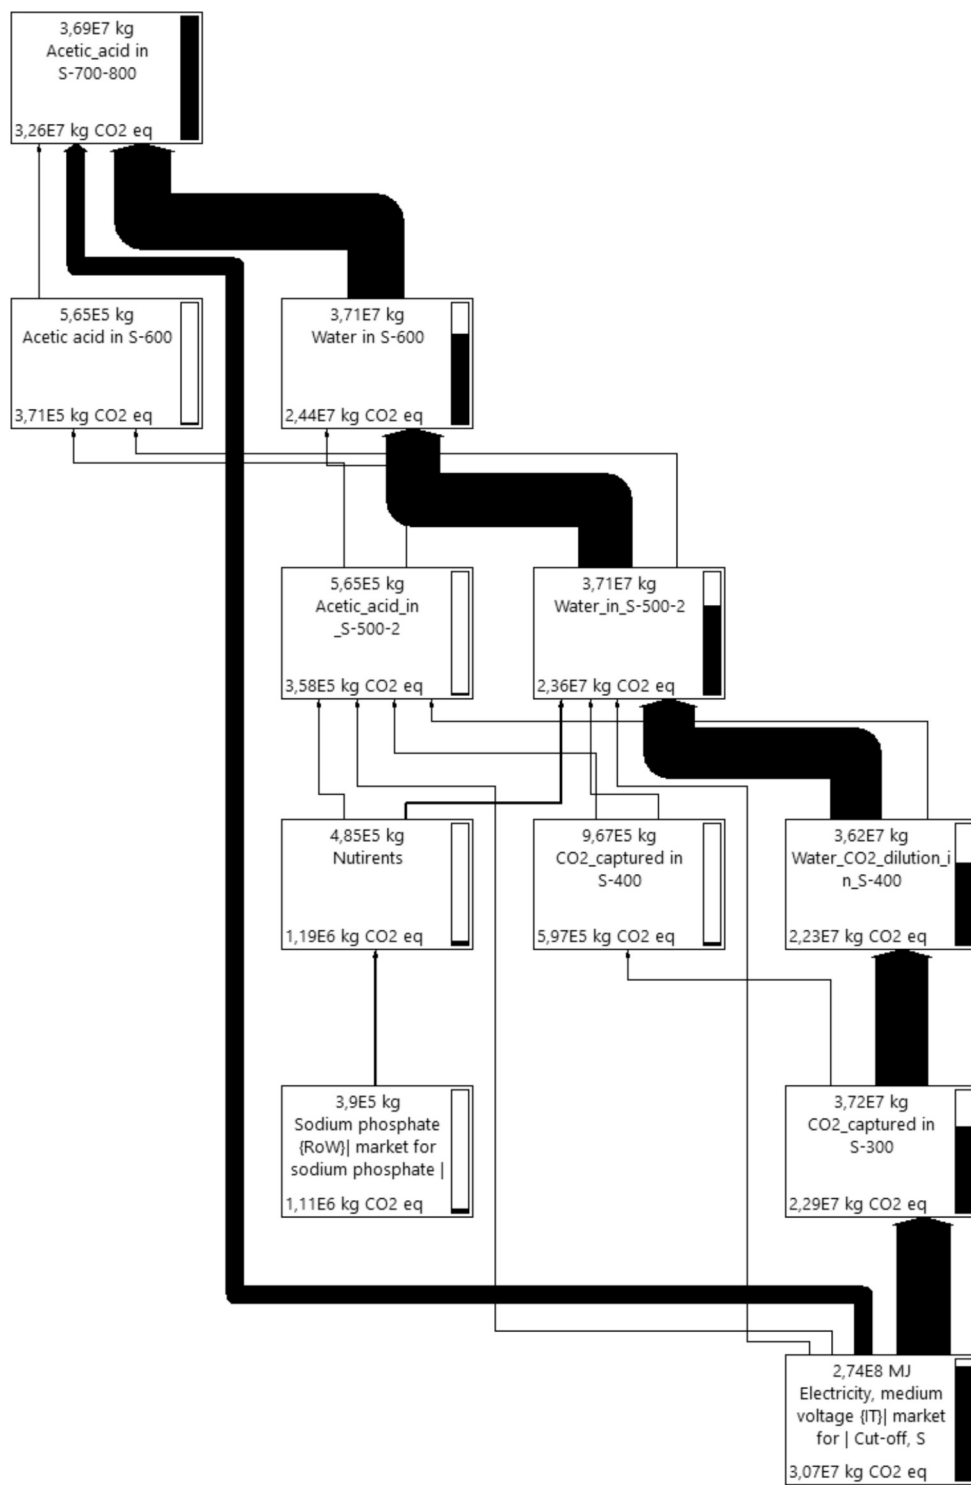 3,69E7 kg
Acetic_acid in
S-700-800
3,26E7 kg CO2 eq
5,65E5 kg
Acetic acid in S-600
3,71E5 kg CO2 eq
3,71E7 kg
Water in S-600
2,44E7 kg CO2 eq
5,65E5 kg
Acetic_acid_in
_S-500-2
3,58E5 kg CO2 eq
3,71E7 kg
Water_in_S-500-2
2,36E7 kg CO2 eq
4,85E5 kg
Nutirents
1,19E6 kg CO2 eq
9,67E5 kg
CO2_captured in
S-400
5,97E5 kg CO2 eq
3,62E7 kg
Water_CO2_dilution_i
n_S-400
2,23E7 kg CO2 eq
3,9E5 kg
Sodium phosphate
{RoW}| market for
sodium phosphate |
1,11E6 kg CO2 eq
3,72E7 kg
CO2_captured in
S-300
2,29E7 kg CO2 eq
2,74E8 MJ
Electricity, medium
voltage {IT}| market
for | Cut-off, S
3,07E7 kg CO2 eq